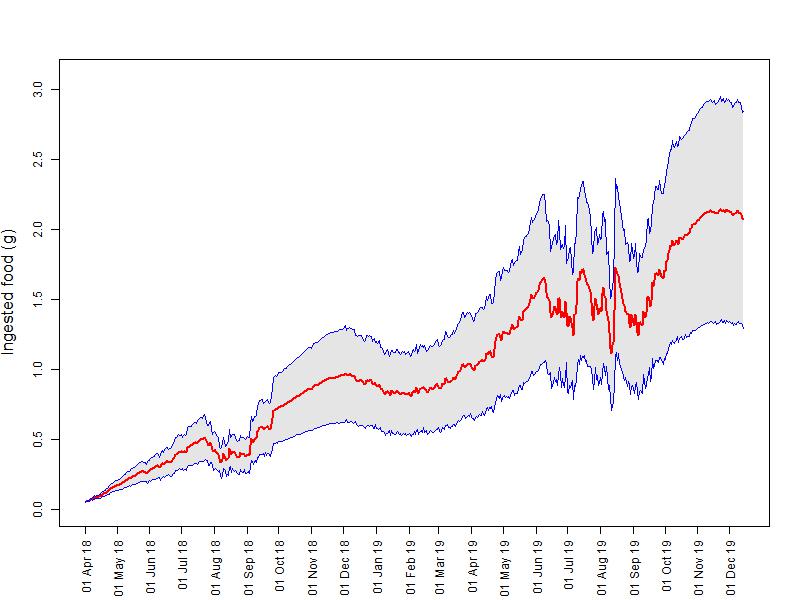 Ingested food (g)
3.0
2.5
2.0
1.5
1.0
0.5
0.0
01 Apr 18
01 May 18
01 Jun 18
01 Jul 18
01 Aug 18
01 Sep 18
01 Oct 18
01 Nov 18
01 Dec 18
01 Jan 19
01 Feb 19
01 Mar 19
01 Apr 19
01 May 19
01 Jun 19
01 Jul 19
01 Aug 19
01 Sep 19
01 Oct 19
01 Nov 19
01 Dec 19